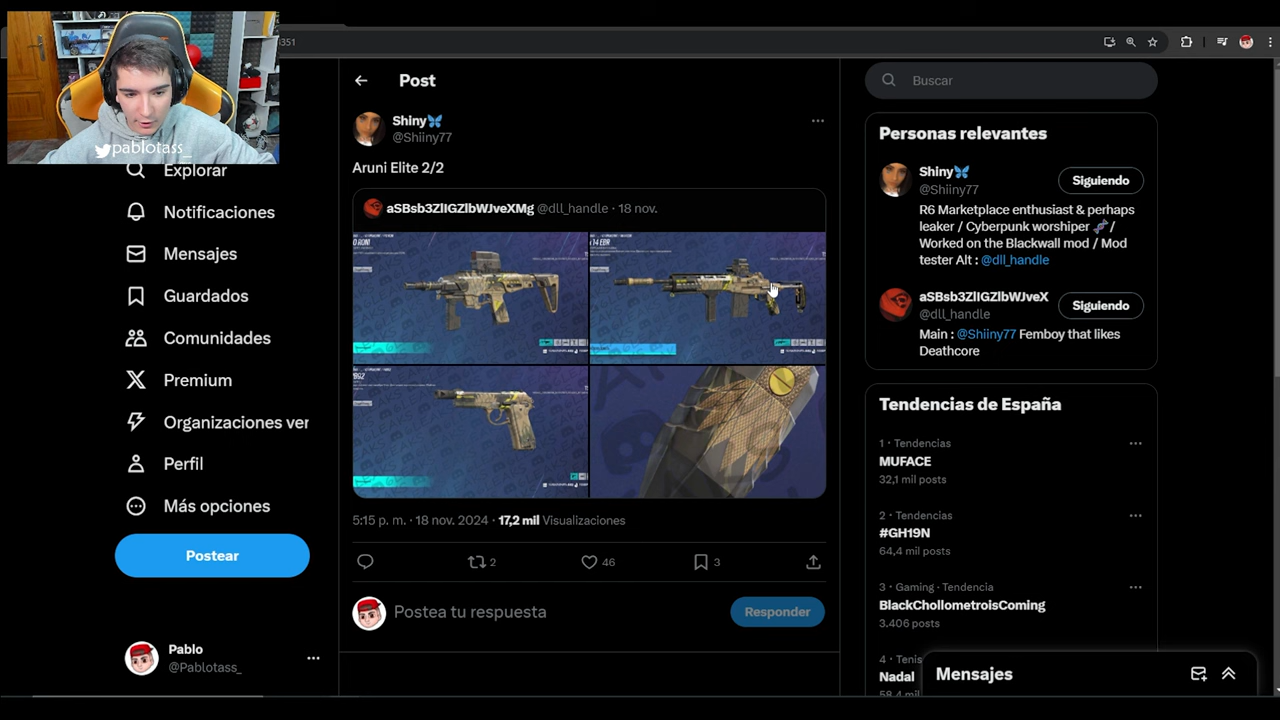 pablotass_
Explorar
Notificaciones
Mensajes
Guardados
Comunidades
Premium
Organizaciones ver
Perfil
Más opciones
Postear
Pablo
@Pablotass_
Post
Shiny🦋
@Shiiny77
Aruni Elite 2/2
aSBsb3ZlIGZlbWJveXMg @dll_handle · 18 nov.
14 EBR
5:15 p. m. · 18 nov. 2024 · 17,2 mil Visualizaciones
2
46
3
Postea tu respuesta
Responder
Buscar
Personas relevantes
Shiny🦋
@Shiiny77
Siguiendo
R6 Marketplace enthusiast & perhaps
leaker / Cyberpunk worshiper 🧬 /
Worked on the Blackwall mod / Mod
tester Alt : @dll_handle
aSBsb3ZlIGZlbWJveX
@dll_handle
Siguiendo
Main : @Shiiny77 Femboy that likes
Deathcore
Tendencias de España
1 · Tendencias
MUFACE
32,1 mil posts
2 · Tendencias
#GH19N
64,4 mil posts
3 · Gaming · Tendencia
BlackChollometroisComing
3.406 posts
4 · Tenis
Nadal
Mensajes